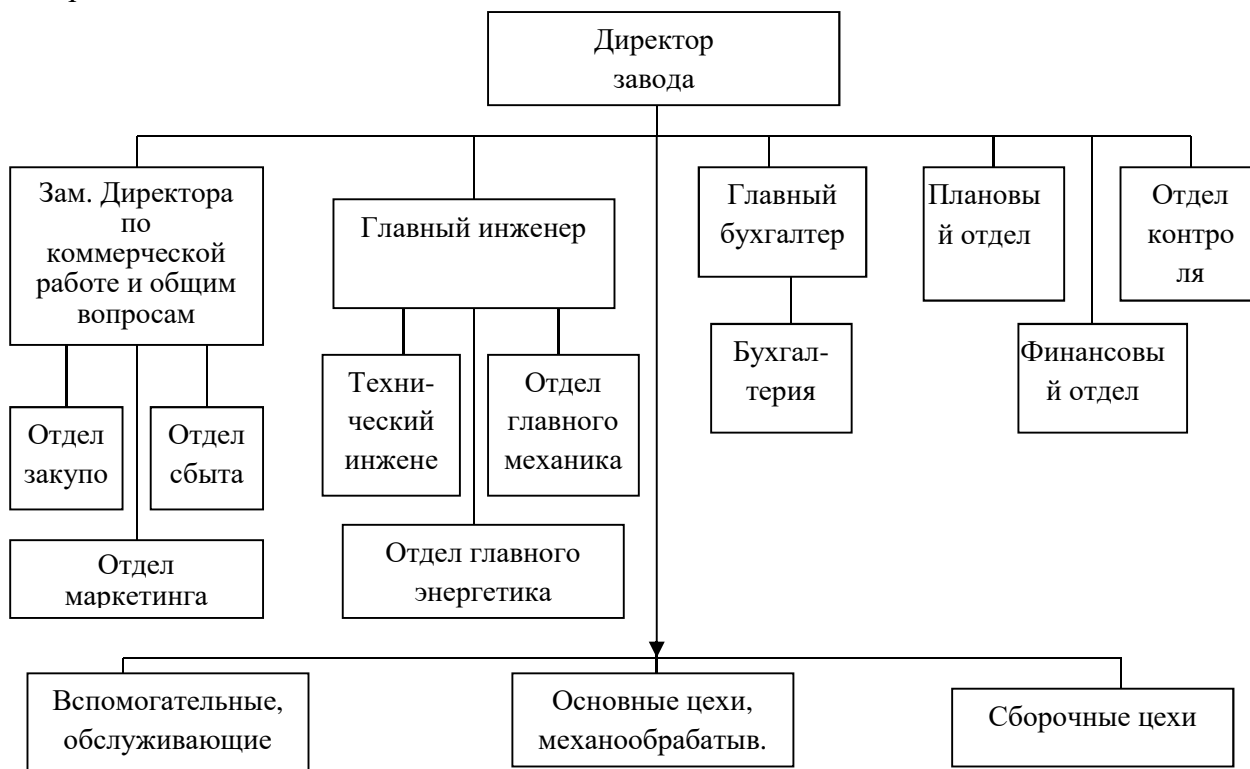 Директор
завода
Зам. Директора
по
коммерческой
работе и общим
вопросам
Главный инженер
Главный
бухгалтер
Плановы
й отдел
Отдел
контро
ля
Бухгал-
терия
Финансовы
й отдел
Техни-
ческий
инжене
Отдел
главного
механика
Отдел
закупо
Отдел
сбыта
Отдел главного
энергетика
Отдел
маркетинга
Вспомогательные,
обслуживающие
Основные цехи,
механообрабатыв.
Сборочные цехи